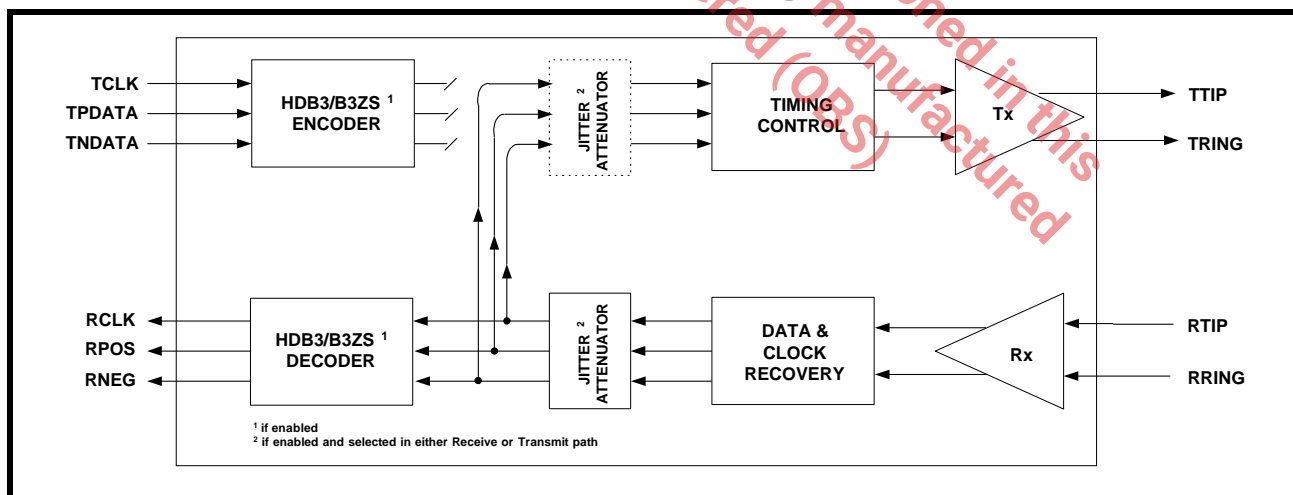 TCLK
TPDATA
TNDATA
HDB3/B3ZS 1
ENCODER
JITTER 2
ATTENUATOR
TIMING
CONTROL
Tx
TTIP
TRING
RCLK
RPOS
RNEG
HDB3/B3ZS 1
DECODER
JITTER 2
ATTENUATOR
DATA &
CLOCK
RECOVERY
Rx
RTIP
RRING
1 if enabled
2 if enabled and selected in either Receive or Transmit path
oned in this
manufactured
red (OBS)